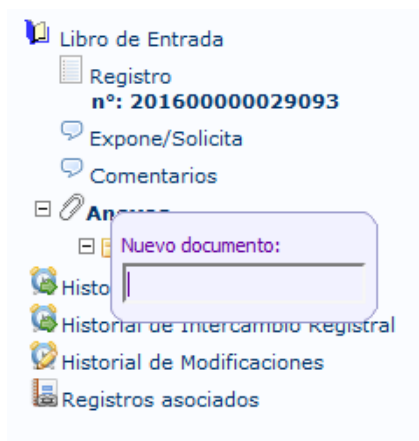 Libro de Entrada
Registro
nº: 201600000029093
Expone/Solicita
Comentarios
Nuevo documento:
Histo
Historial de Intercambio Registral
Historial de Modificaciones
Registros asociados